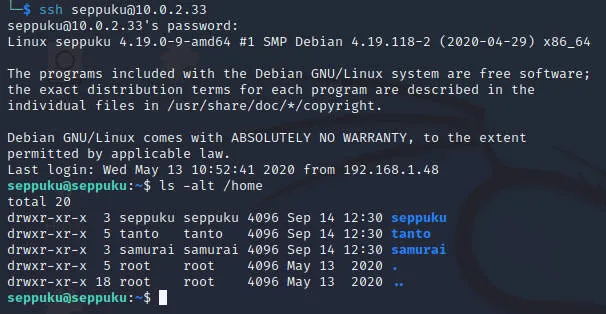 └─$ ssh seppuku@10.0.2.33
seppuku@10.0.2.33's password:
Linux seppuku 4.19.0-9-amd64 #1 SMP Debian 4.19.118-2 (2020-04-29) x86_64
The programs included with the Debian GNU/Linux system are free software;
the exact distribution terms for each program are described in the
individual files in /usr/share/doc/*/copyright.
Debian GNU/Linux comes with ABSOLUTELY NO WARRANTY, to the extent
permitted by applicable law.
Last login: Wed May 13 10:52:41 2020 from 192.168.1.48
seppuku@seppuku:~$ ls -alt /home
total 20
drwxr-xr-x  3 seppuku seppuku 4096 Sep 14 12:30 seppuku
drwxr-xr-x  5 tanto   tanto   4096 Sep 14 12:30 tanto
drwxr-xr-x  3 samurai samurai 4096 Sep 14 12:30 samurai
drwxr-xr-x  5 root    root    4096 May 13  2020 .
drwxr-xr-x 18 root    root    4096 May 13  2020 ..
seppuku@seppuku:~$